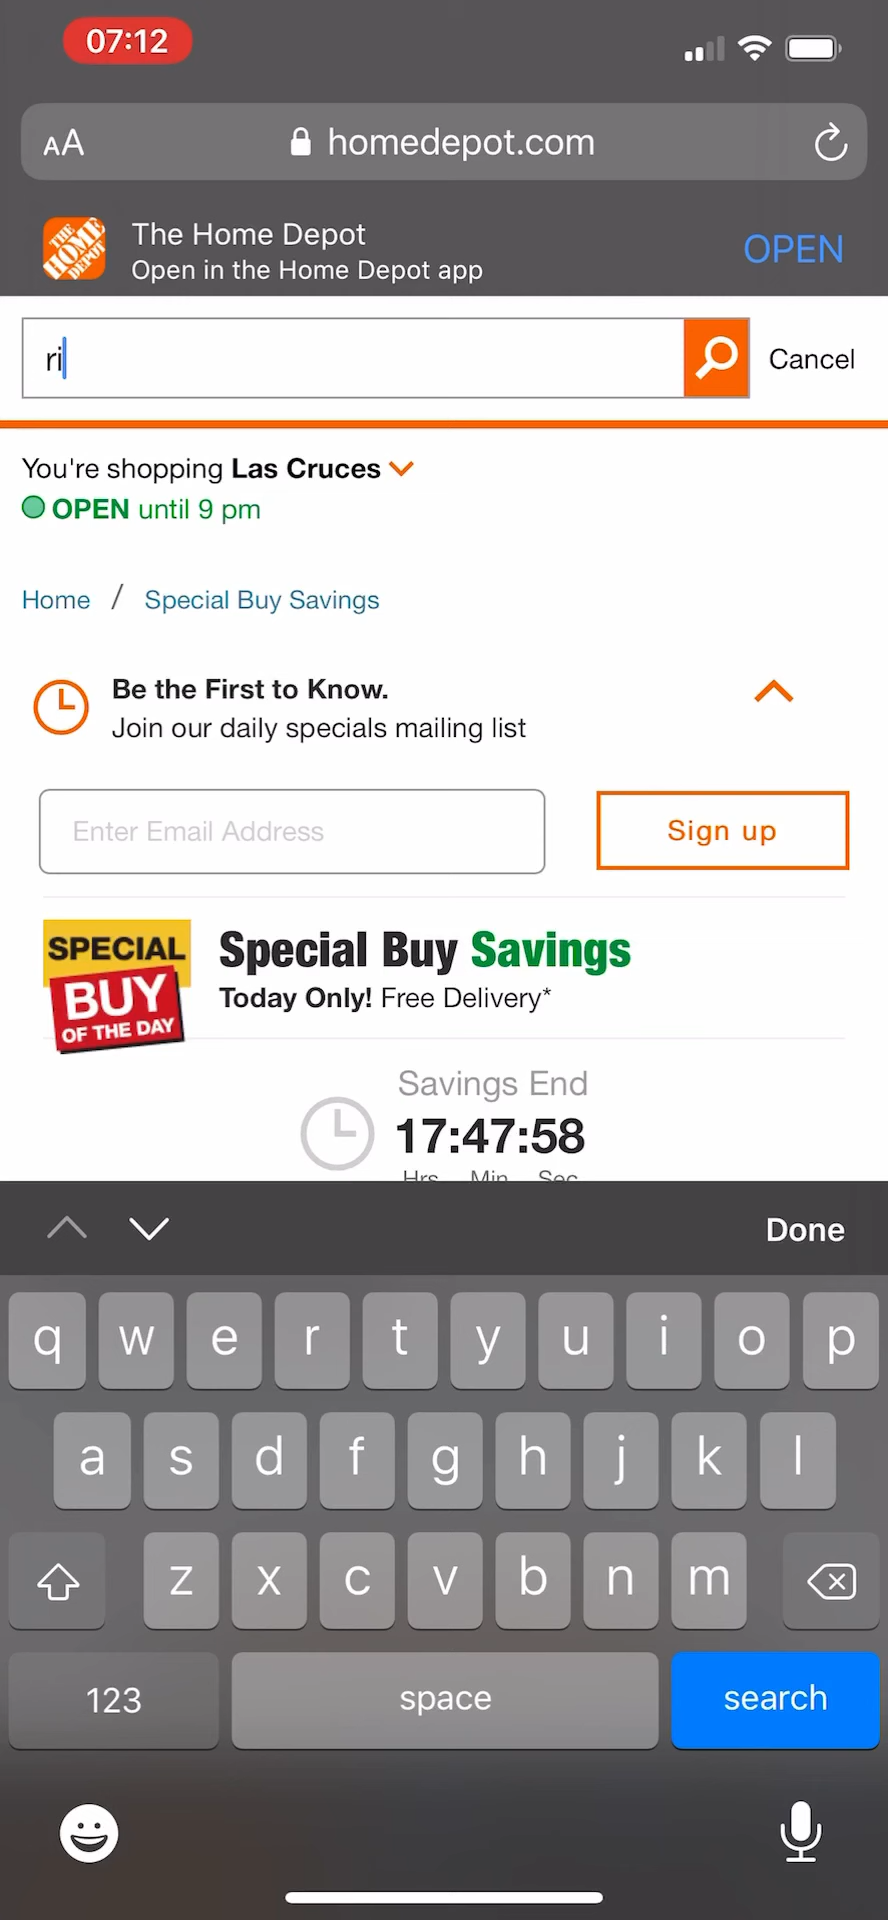 07:12
AA homedepot.com
THE HOME DEPOT
The Home Depot
Open in the Home Depot app
OPEN
ri
Cancel
You're shopping Las Cruces
OPEN until 9 pm
Home / Special Buy Savings
Be the First to Know.
Join our daily specials mailing list
Enter Email Address
Sign up
SPECIAL
BUY
OF THE DAY
Special Buy Savings
Today Only! Free Delivery*
Savings End
17:47:58
Hrs Min Sec
Done
q w e r t y u i o p
a s d f g h j k l
z x c v b n m
123 space search